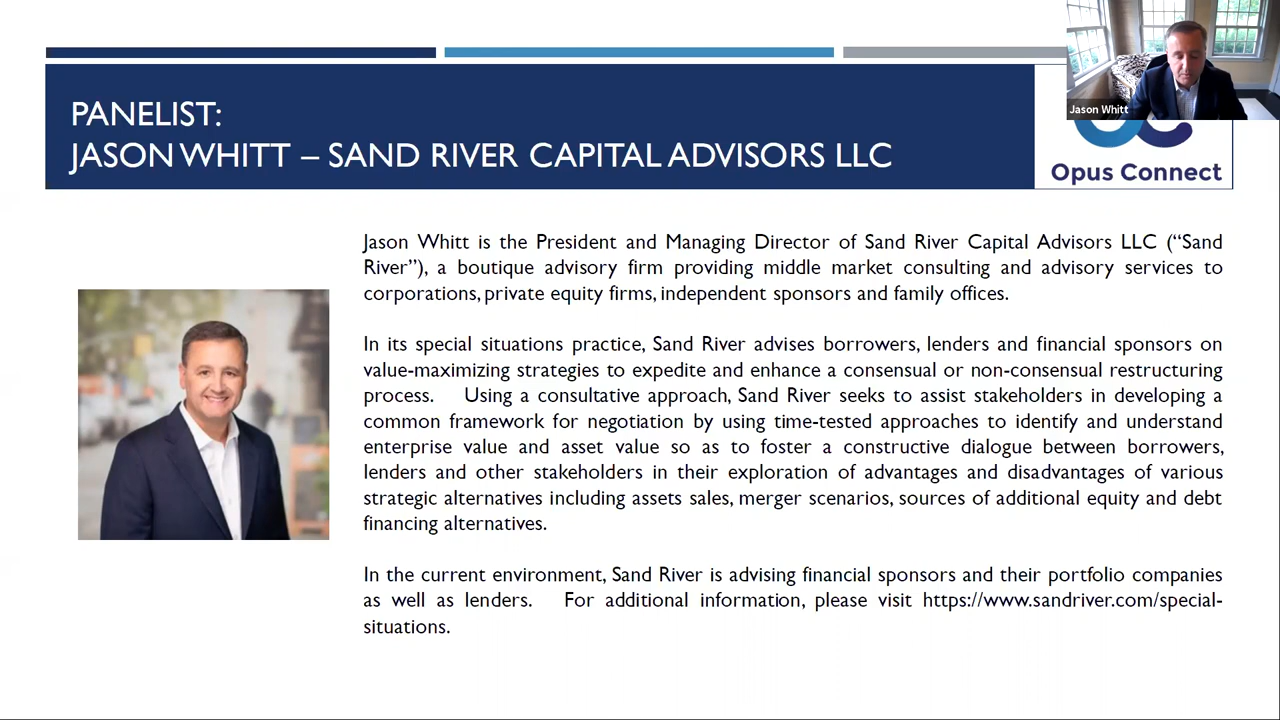 PANELIST:
JASON WHITT – SAND RIVER CAPITAL ADVISORS LLC
Jason Whitt
Opus Connect
Jason Whitt is the President and Managing Director of Sand River Capital Advisors LLC (“Sand
River”), a boutique advisory firm providing middle market consulting and advisory services to
corporations, private equity firms, independent sponsors and family offices.
In its special situations practice, Sand River advises borrowers, lenders and financial sponsors on
value-maximizing strategies to expedite and enhance a consensual or non-consensual restructuring
process. Using a consultative approach, Sand River seeks to assist stakeholders in developing a
common framework for negotiation by using time-tested approaches to identify and understand
enterprise value and asset value so as to foster a constructive dialogue between borrowers,
lenders and other stakeholders in their exploration of advantages and disadvantages of various
strategic alternatives including assets sales, merger scenarios, sources of additional equity and debt
financing alternatives.
In the current environment, Sand River is advising financial sponsors and their portfolio companies
as well as lenders. For additional information, please visit https://www.sandriver.com/special-
situations.